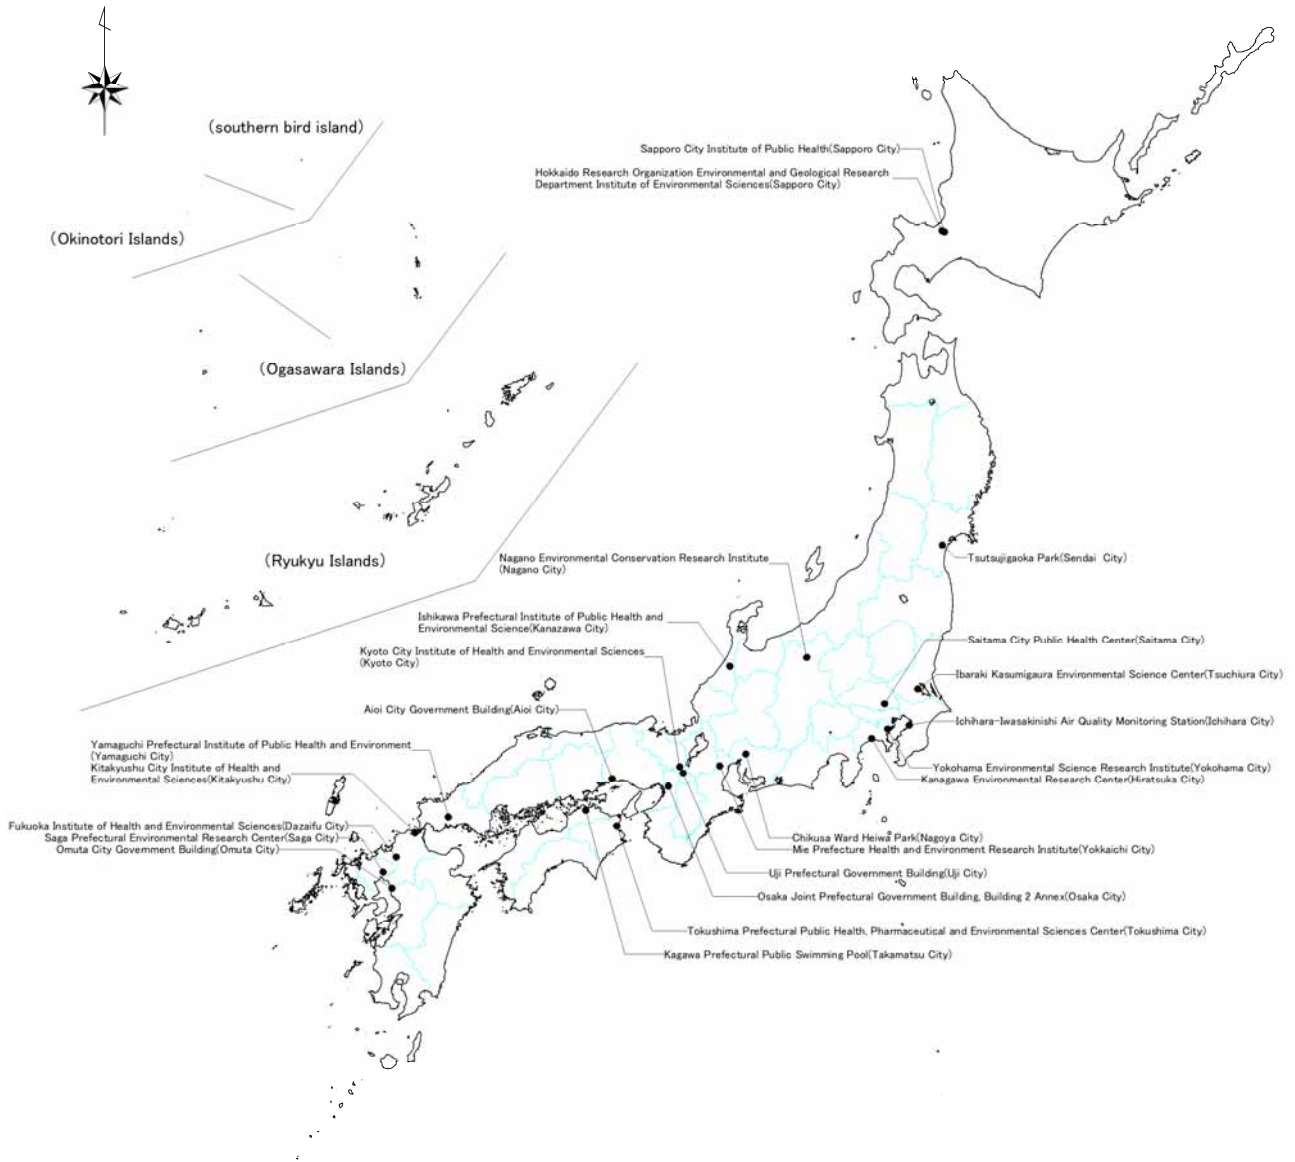 (southern bird island)
Sapporo City Institute of Public Health(Sapporo City)
Hokkaido Research Organization Environmental and Geological Research
Department Institute of Environmental Sciences(Sapporo City)
(Okinotori Islands)
(Ogasawara Islands)
(Ryukyu Islands)
Nagano Environmental Conservation Research Institute
(Nagano City)
Tsutsujigaoka Park(Sendai City)
Ishikawa Prefectural Institute of Public Health and
Environmental Science(Kanazawa City)
Saitama City Public Health Center(Saitama City)
Kyoto City Institute of Health and Environmental Sciences
(Kyoto City)
Ibaraki Kasumigaura Environmental Science Center(Tsuchiura City)
Aioi City Government Building(Aioi City)
Ichihara-Iwasakinishi Air Quality Monitoring Station(Ichihara City)
Yamaguchi Prefectural Institute of Public Health and Environment
(Yamaguchi City)
Kitakyushu City Institute of Health and
Environmental Sciences(Kitakyushu City)
Yokohama Environmental Science Research Institute(Yokohama City)
Kanagawa Environmental Research Center(Hiratsuka City)
Fukuoka Institute of Health and Environmental Sciences(Dazaifu City)
Saga Prefectural Environmental Research Center(Saga City)
Omuta City Government Building(Omuta City)
Chikusa Ward Heiwa Park(Nagoya City)
Mie Prefecture Health and Environment Research Institute(Yokkaichi City)
Uji Prefectural Government Building(Uji City)
Osaka Joint Prefectural Government Building, Building 2 Annex(Osaka City)
Tokushima Prefectural Public Health, Pharmaceutical and Environmental Sciences Center(Tokushima City)
Kagawa Prefectural Public Swimming Pool(Takamatsu City)